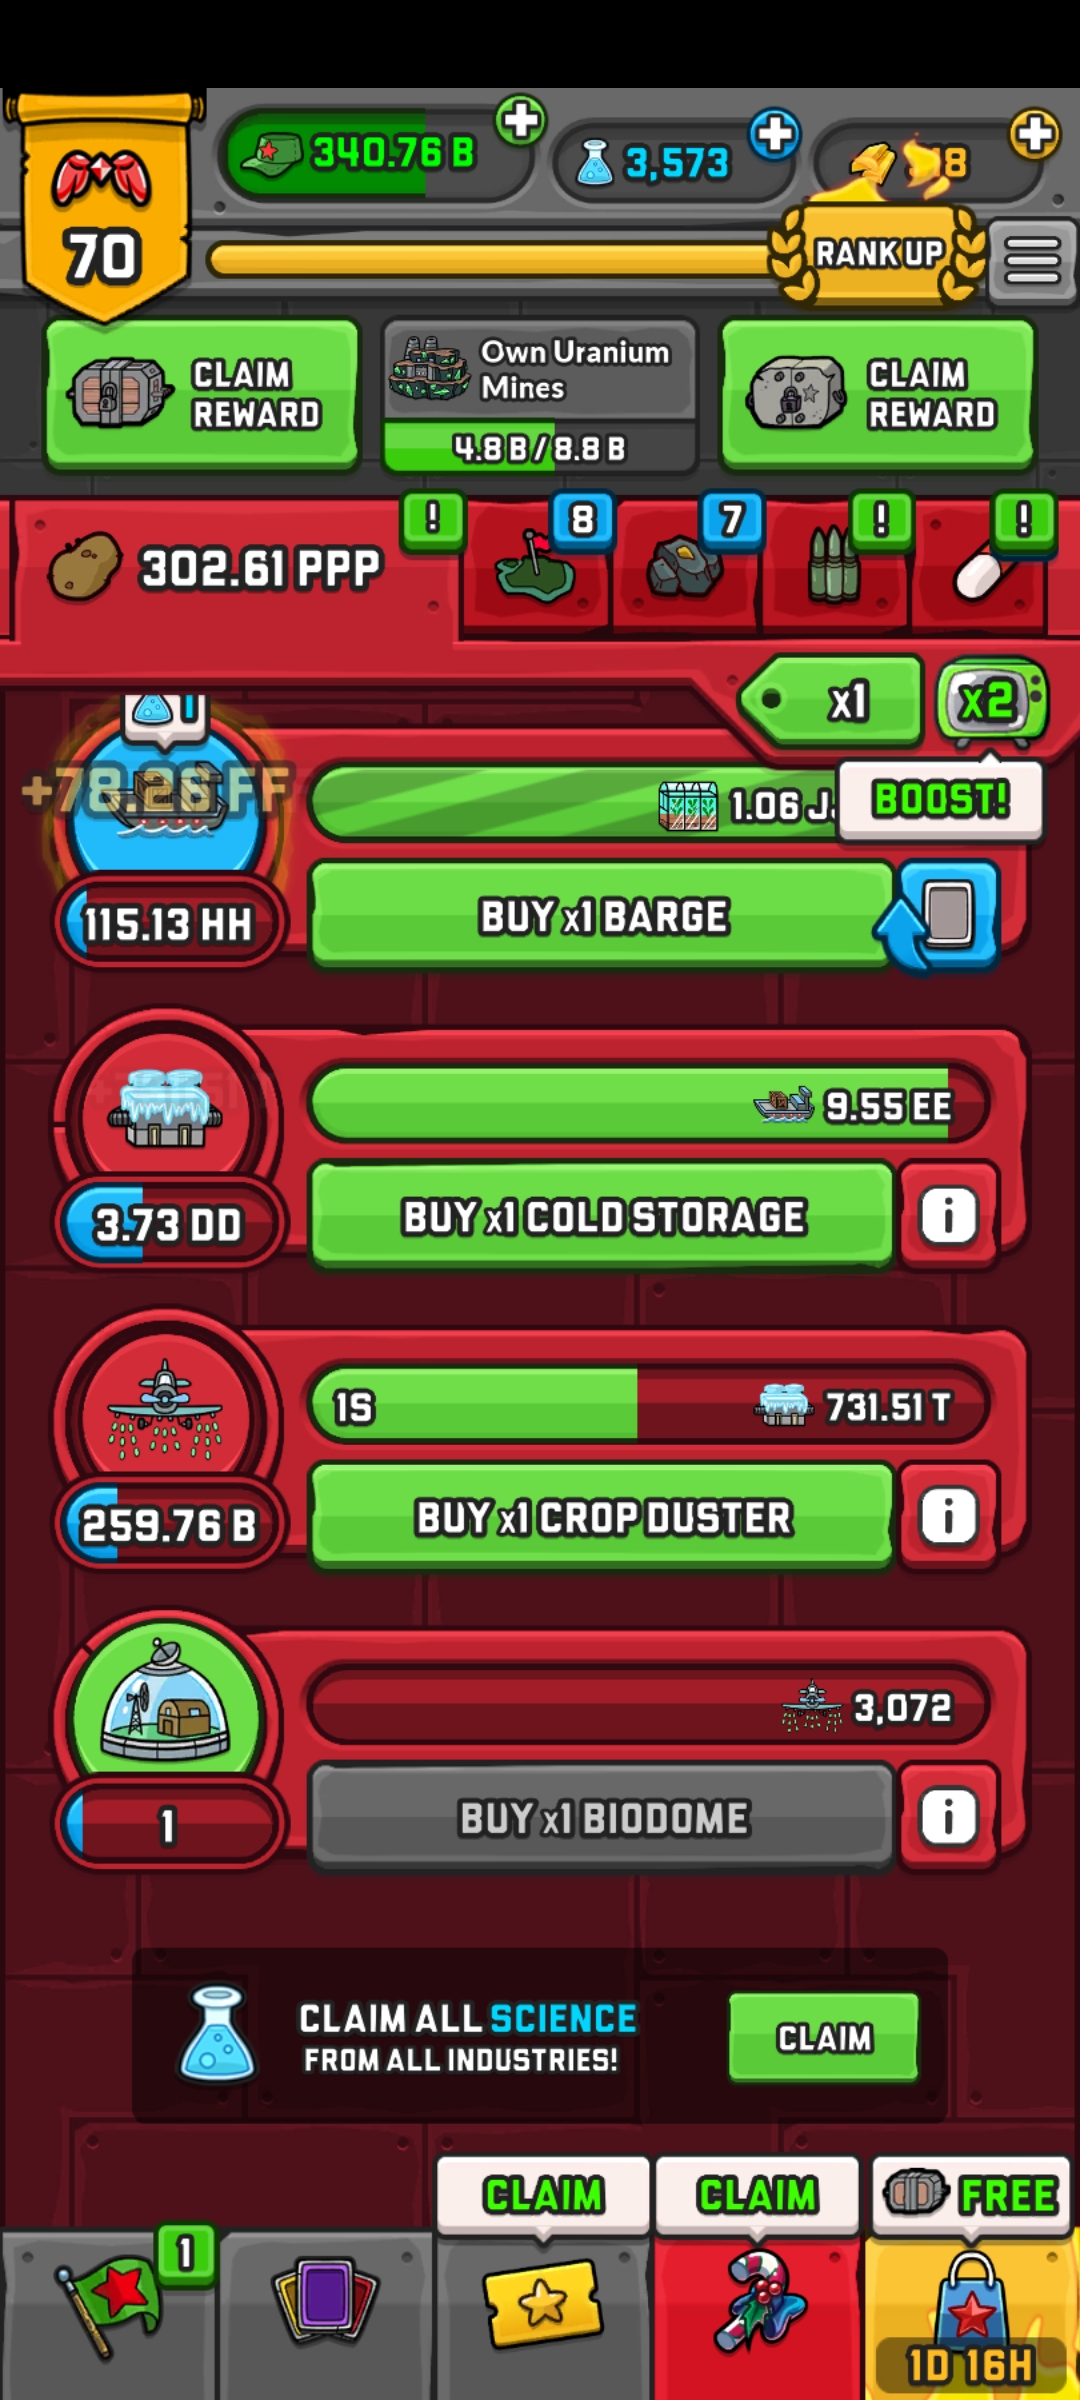 340.76 B
3,573
70
RANK UP
CLAIM
REWARD
Own Uranium
Mines
4.8 B / 8.8 B
CLAIM
REWARD
302.61 PPP
!
8
7
!
!
x1
x2
BOOST!
1
+78.26 FF
115.13 HH
BUY x1 BARGE
9.55 EE
3.73 DD
BUY x1 COLD STORAGE
i
1S
731.51 T
259.76 B
BUY x1 CROP DUSTER
i
3,072
1
BUY x1 BIODOME
i
CLAIM ALL SCIENCE
FROM ALL INDUSTRIES!
CLAIM
CLAIM
CLAIM
FREE
1
1D 16H